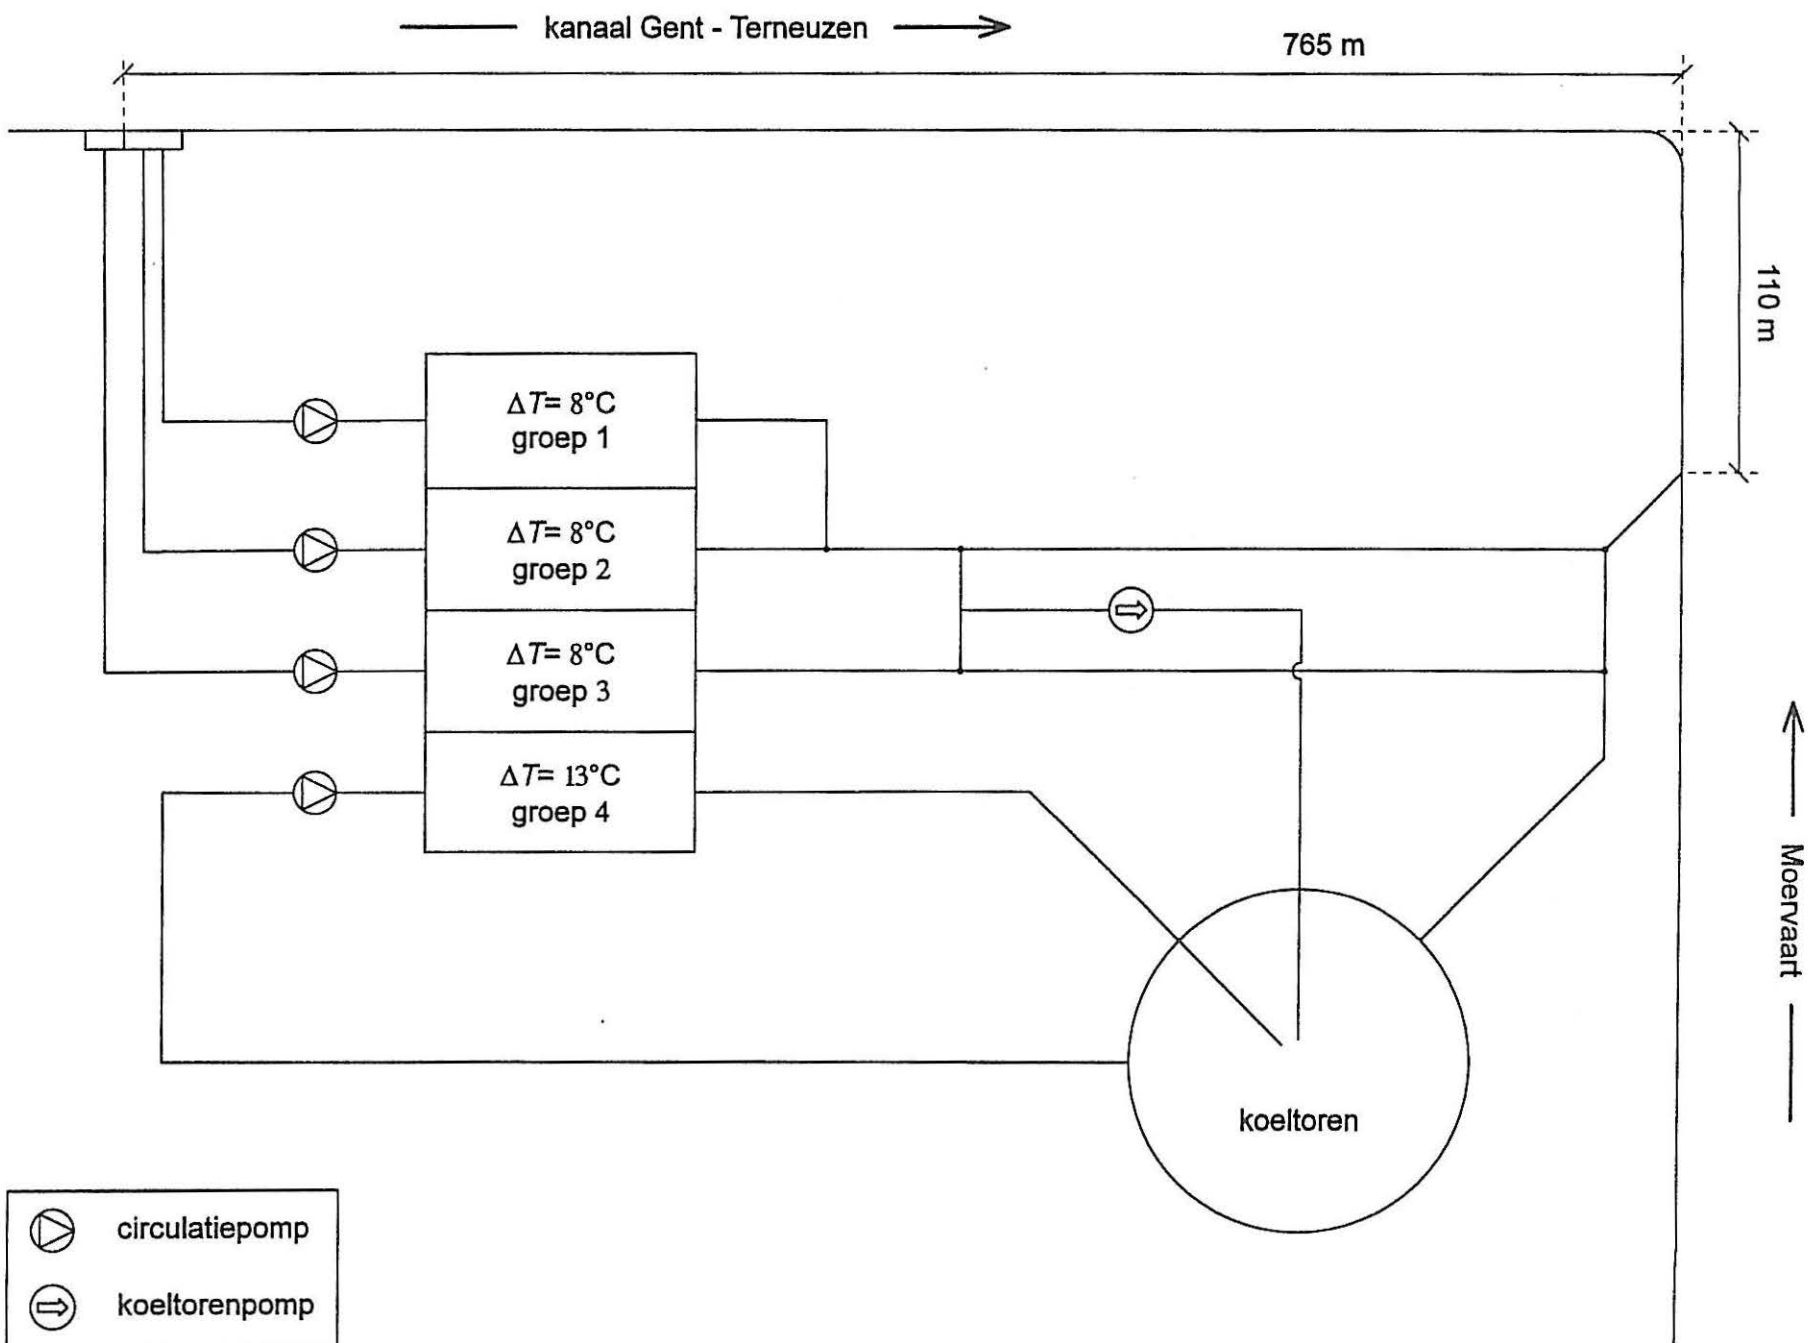 kanaal Gent - Terneuzen
765 m
110 m
ΔT= 8°C
groep 1
ΔT= 8°C
groep 2
ΔT= 8°C
groep 3
ΔT= 13°C
groep 4
Moervaart
koeltoren
circulatiepomp
koeltorenpomp